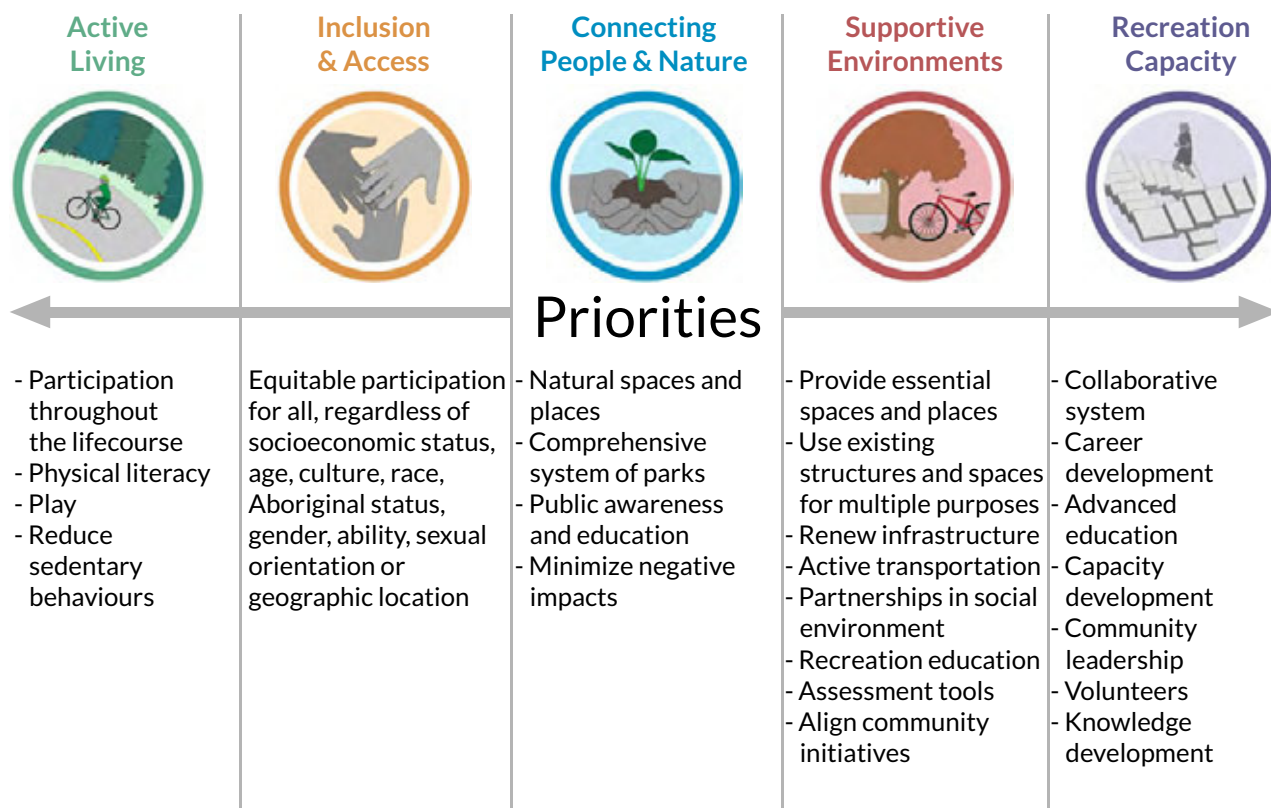 Active
Living
Inclusion
& Access
Connecting
People & Nature
Supportive
Environments
Recreation
Capacity
Priorities
- Participation
throughout
the lifecourse
- Physical literacy
- Play
- Reduce
sedentary
behaviours
Equitable participation
for all, regardless of
socioeconomic status,
age, culture, race,
Aboriginal status,
gender, ability, sexual
orientation or
geographic location
- Natural spaces and
places
- Comprehensive
system of parks
- Public awareness
and education
- Minimize negative
impacts
- Provide essential
spaces and places
- Use existing
structures and spaces
for multiple purposes
- Renew infrastructure
- Active transportation
- Partnerships in social
environment
- Recreation education
- Assessment tools
- Align community
initiatives
- Collaborative
system
- Career
development
- Advanced
education
- Capacity
development
- Community
leadership
- Volunteers
- Knowledge
development